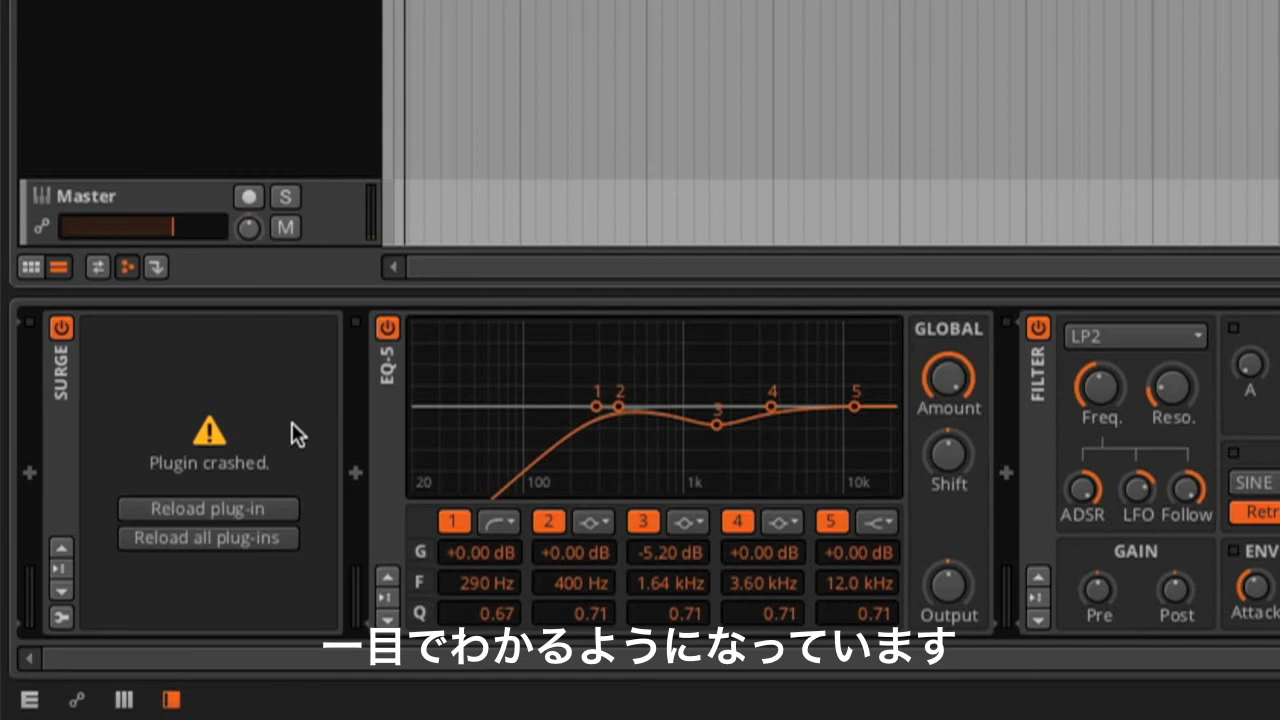 Master
S
M
SURGE
Plugin crashed.
Reload plug-in
Reload all plug-ins
EQ-5
1 2 3 4 5
20 100 1k 10k
1 2 3 4 5
G +0.00 dB +0.00 dB -5.20 dB +0.00 dB +0.00 dB
F 290 Hz 400 Hz 1.64 kHz 3.60 kHz 12.0 kHz
Q 0.67 0.71 0.71 0.71 0.71
GLOBAL
Amount
Shift
Output
FILTER
LP2
Freq. Reso.
ADSR LFO Follow
GAIN
Pre Post
A
SINE
Retr
ENV
Attack
一目でわかるようになっています